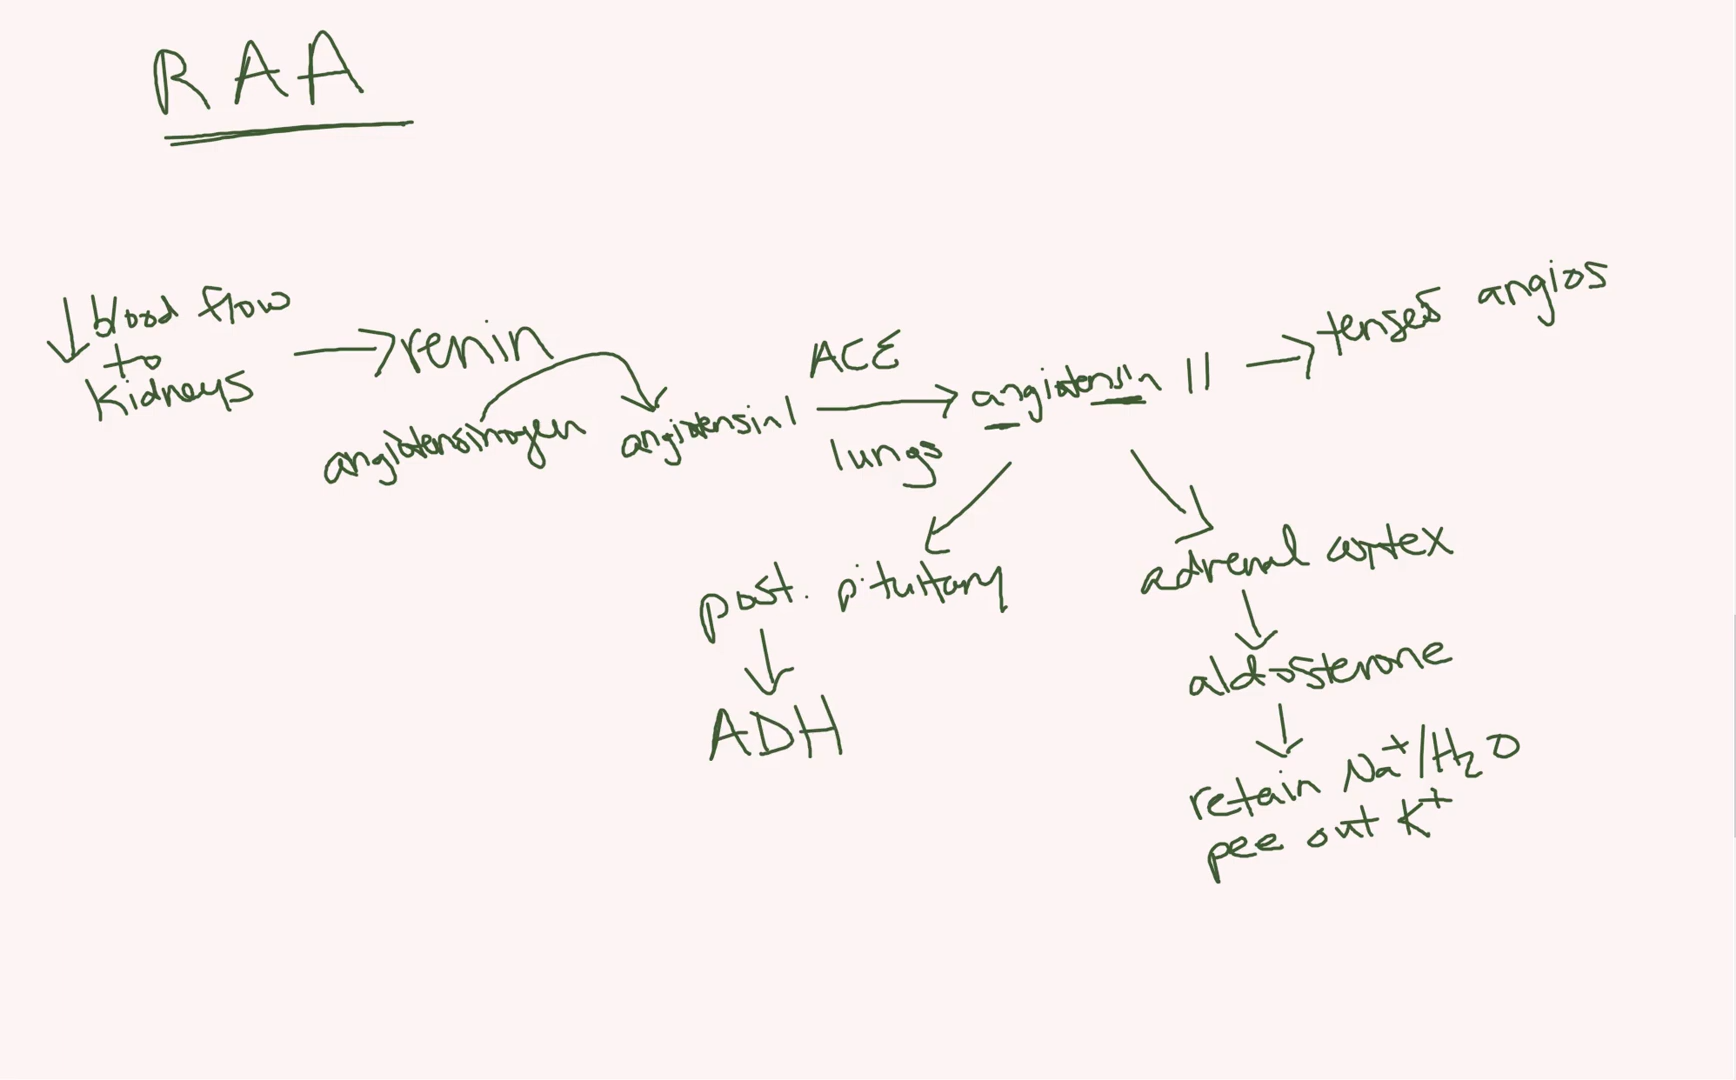 RAA
↓ blood flow
to
kidneys
→ renin
angiotensinogen
angiotensin I
ACE
→
lungs
angiotensin II
→ tenses angios
post. pituitary
↓
ADH
adrenal cortex
↓
aldosterone
↓
retain Na⁺/H₂O
pee out K⁺